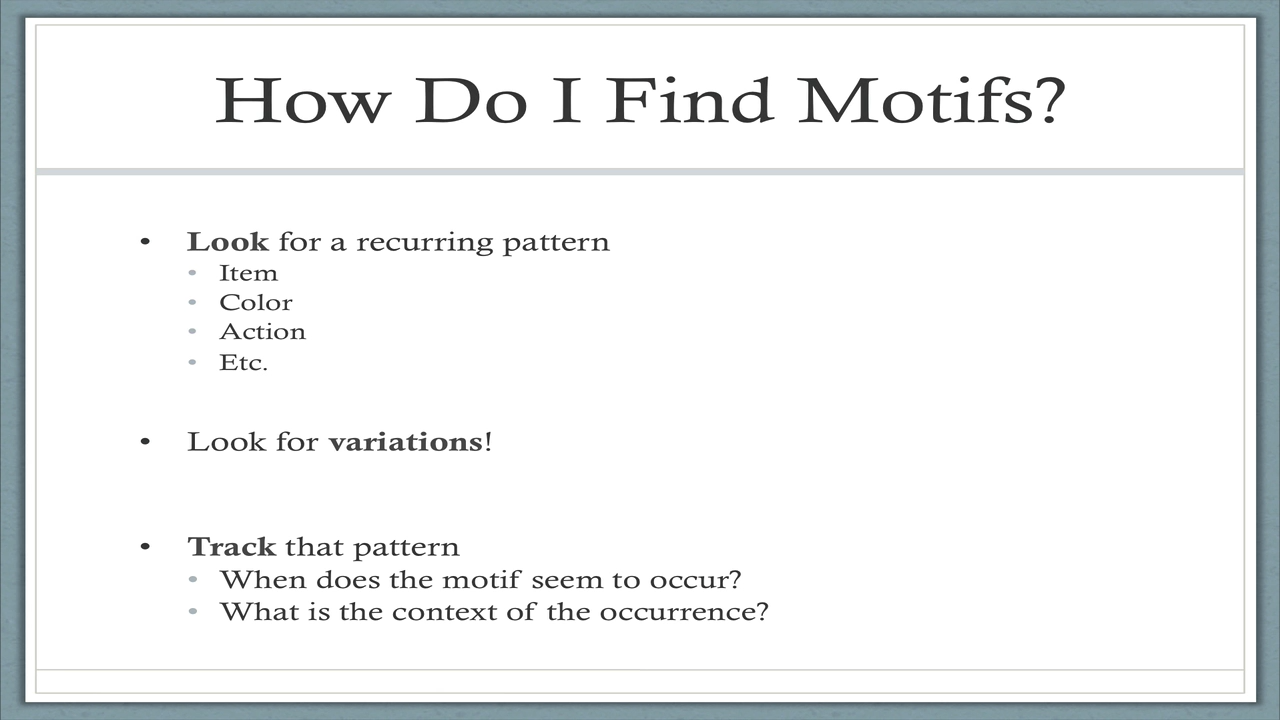 How Do I Find Motifs?
• Look for a recurring pattern
• Item
• Color
• Action
• Etc.
• Look for variations!
• Track that pattern
• When does the motif seem to occur?
• What is the context of the occurrence?